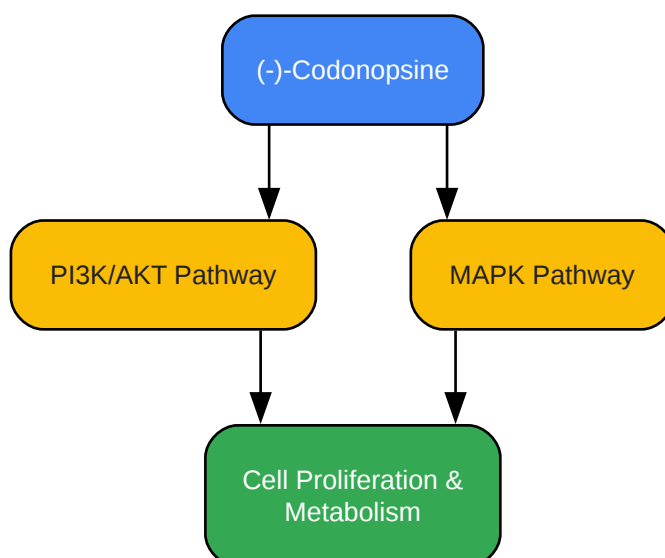 (-)-Codonopsine
PI3K/AKT Pathway
MAPK Pathway
Cell Proliferation &
Metabolism